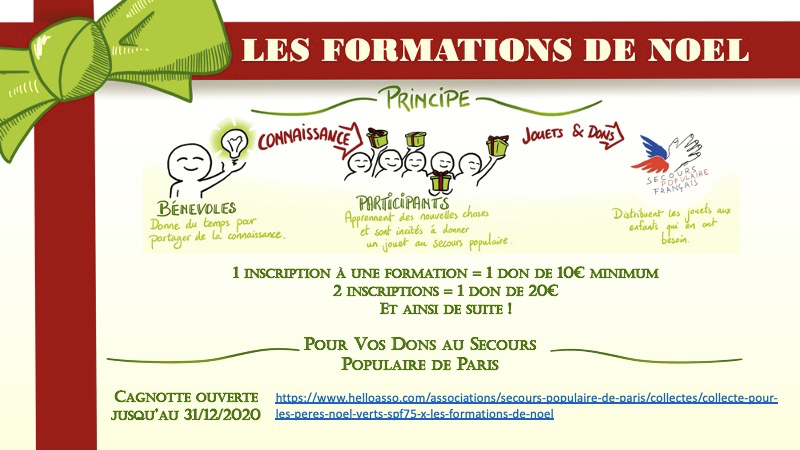 LES FORMATIONS DE NOEL
PRINCIPE
CONNAISSANCE
JOUETS & DONS
SECOURS
POPULAIRE
FRANÇAIS
BÉNEVOLES
Donne du temps pour
partager de la connaissance.
PARTICIPANTS
Apprennent des nouvelles choses
et sont incités à donner
un jouet au secours populaire.
Distribuent les jouets aux
enfants qui en ont
besoin.
1 INSCRIPTION À UNE FORMATION = 1 DON DE 10€ MINIMUM
2 INSCRIPTIONS = 1 DON DE 20€
ET AINSI DE SUITE !
POUR VOS DONS AU SECOURS
POPULAIRE DE PARIS
CAGNOTTE OUVERTE
JUSQU'AU 31/12/2020
https://www.helloasso.com/associations/secours-populaire-de-paris/collectes/collecte-pour-
les-peres-noel-verts-spf75-x-les-formations-de-noel